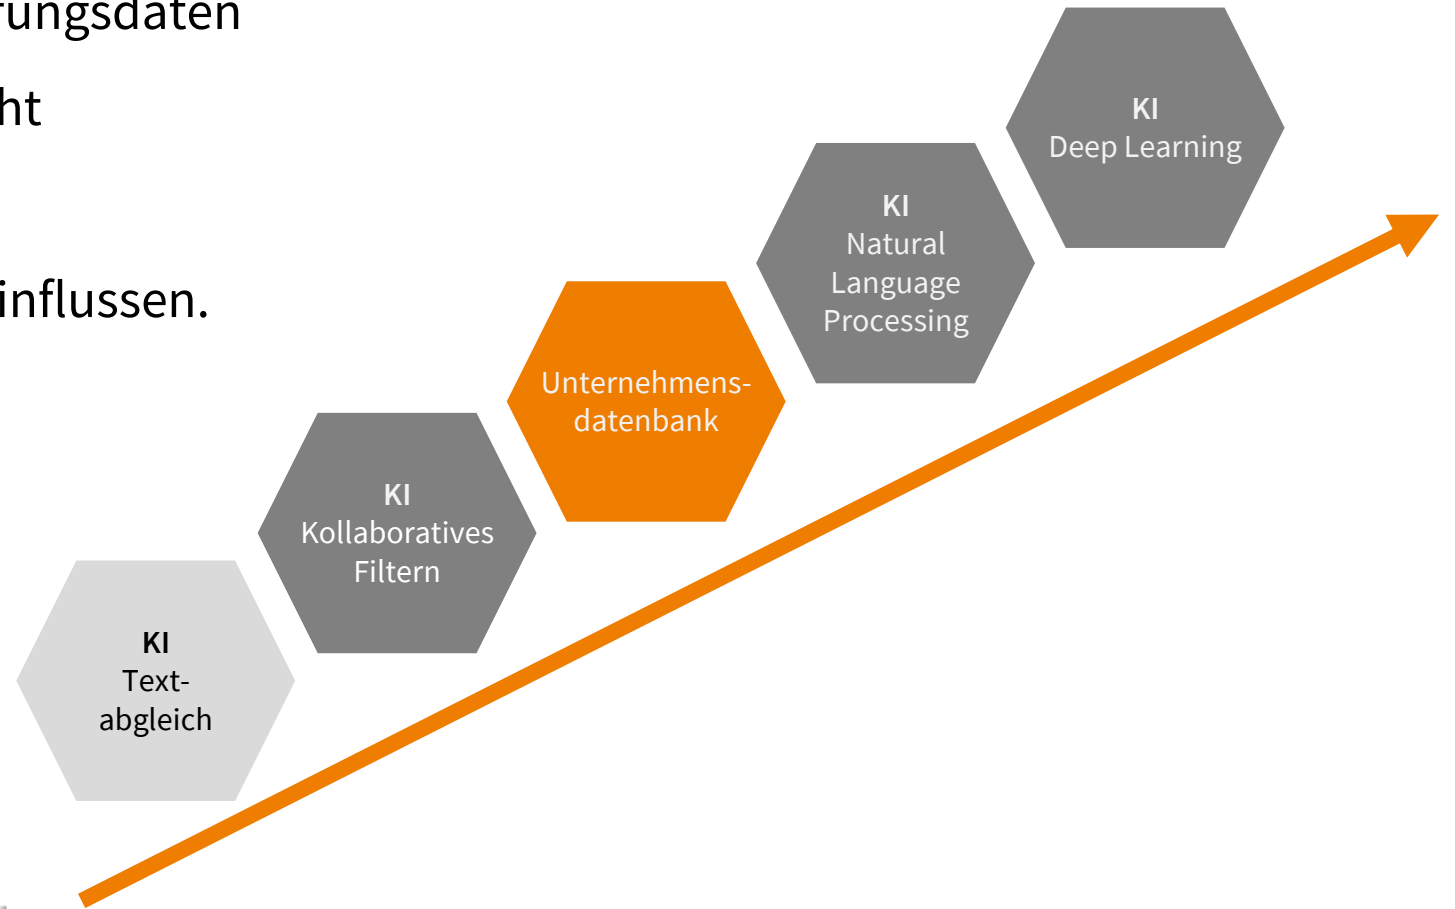 rungsdaten
ht
influssen.
KI
Deep Learning
KI
Natural
Language
Processing
Unternehmens-
datenbank
KI
Kollaboratives
Filtern
KI
Text-
abgleich